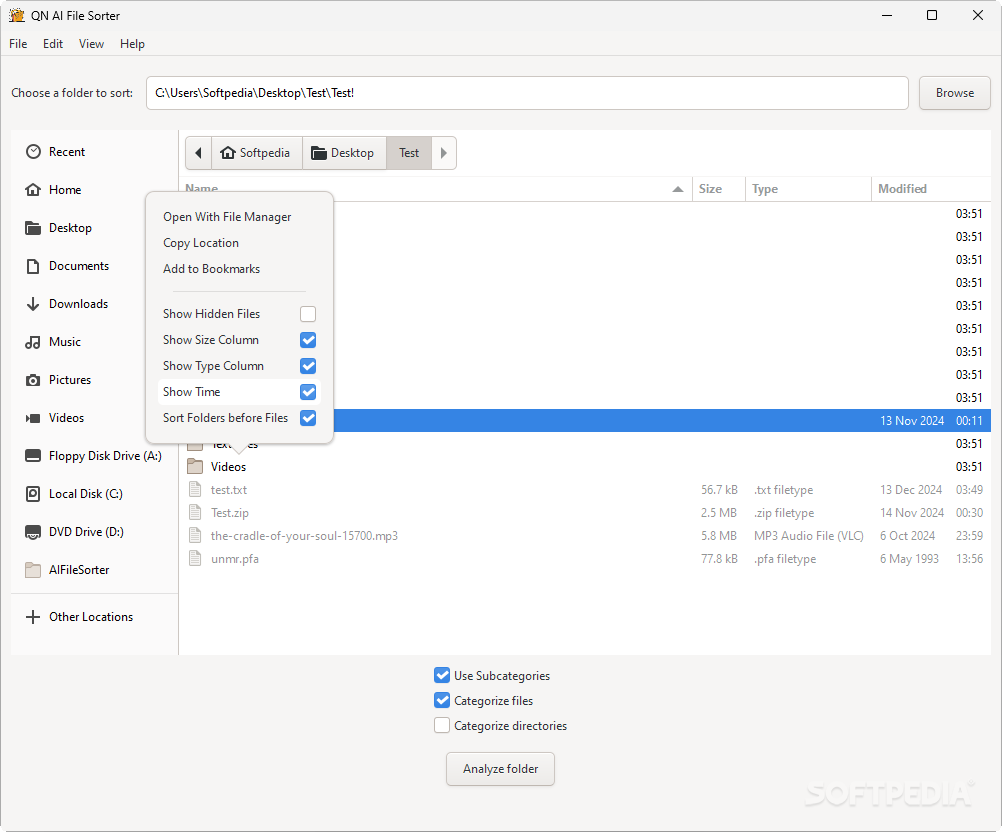 QN AI File Sorter
File Edit View Help
Choose a folder to sort: C:\Users\Softpedia\Desktop\Test\Test! Browse
Recent
Home
Desktop
Documents
Downloads
Music
Pictures
Videos
Floppy Disk Drive (A:)
Local Disk (C:)
DVD Drive (D:)
AIFileSorter
Other Locations
Softpedia Desktop Test
Name Size Type Modified
03:51
03:51
03:51
03:51
03:51
03:51
03:51
03:51
03:51
13 Nov 2024 00:11
03:51
Videos 03:51
test.txt 56.7 kB .txt filetype 13 Dec 2024 03:49
Test.zip 2.5 MB .zip filetype 14 Nov 2024 00:30
the-cradle-of-your-soul-15700.mp3 5.8 MB MP3 Audio File (VLC) 6 Oct 2024 23:59
unmr.pfa 77.8 kB .pfa filetype 6 May 1993 13:56
Open With File Manager
Copy Location
Add to Bookmarks
Show Hidden Files
Show Size Column
Show Type Column
Show Time
Sort Folders before Files
Use Subcategories
Categorize files
Categorize directories
Analyze folder
SOFTPEDIA